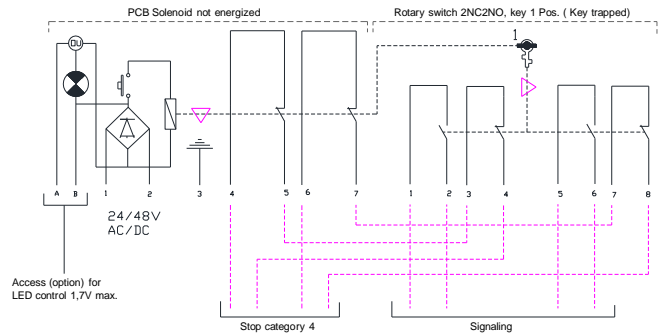 PCB Solenoid not energized
Rotary switch 2NC2NO, key 1 Pos. ( Key trapped)
1
OU
A B 1 2 3 4 5 6 7 1 2 3 4 5 6 7 8
24/48V
AC/DC
Access (option) for
LED control 1,7V max.
Stop category 4
Signaling